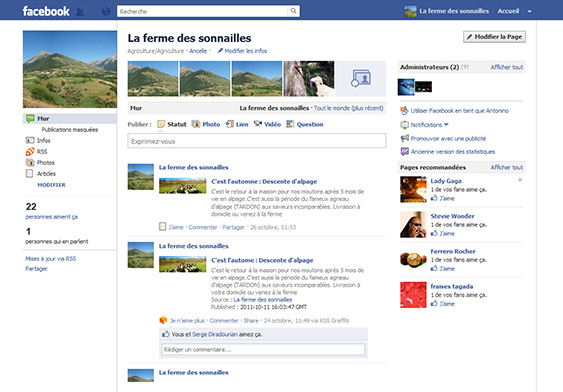 facebook
Recherche
La ferme des sonnailles
Accueil
La ferme des sonnailles
Agriculture/Agriculture · Ancelle · Modifier les infos
Modifier la Page
Mur
Publications masquées
Infos
RSS
Photos
Articles
MODIFIER
22
personnes aiment ça
1
personnes qui en parlent
Mises à jour via RSS
Partager
Mur
La ferme des sonnailles · Tout le monde (plus récent)
Publier : Statut Photo Lien Vidéo Question
Exprimez-vous
La ferme des sonnailles
C'est l'automne : Descente d'alpage
C'est le retour à la maison pour nos moutons après 5 mois de
vie en alpage.C'est aussi la période du fameux agneau
d'alpage (TARDON) aux saveurs incomparables. Livraison à
domicile ou venez à la ferme
J'aime · Commenter · Partager · 26 octobre, 01:53
La ferme des sonnailles
C'est l'automne : Descente d'alpage
C'est le retour à la maison pour nos moutons après 5 mois de
vie en alpage.C'est aussi la période du fameux agneau
d'alpage (TARDON) aux saveurs incomparables.
Source : La ferme des sonnailles
Published : 2011-10-11 16:03:47 GMT
Je n'aime plus · Commenter · Share · 24 octobre, 11:49 via RSS Graffiti
Vous et Serge Diradourian aimez ça.
Rédiger un commentaire...
La ferme des sonnailles
Administrateurs (2) [?]
Afficher tout
Utiliser Facebook en tant que Antonino
Notifications
Promouvoir avec une publicité
Ancienne version des statistiques
Pages recommandées
Afficher tout
Lady Gaga
1 de vos fans aime ça.
J'aime
Stevie Wonder
1 de vos fans aime ça.
J'aime
Ferrero Rocher
1 de vos fans aime ça.
J'aime
fraises tagada
1 de vos fans aime ça.
J'aime